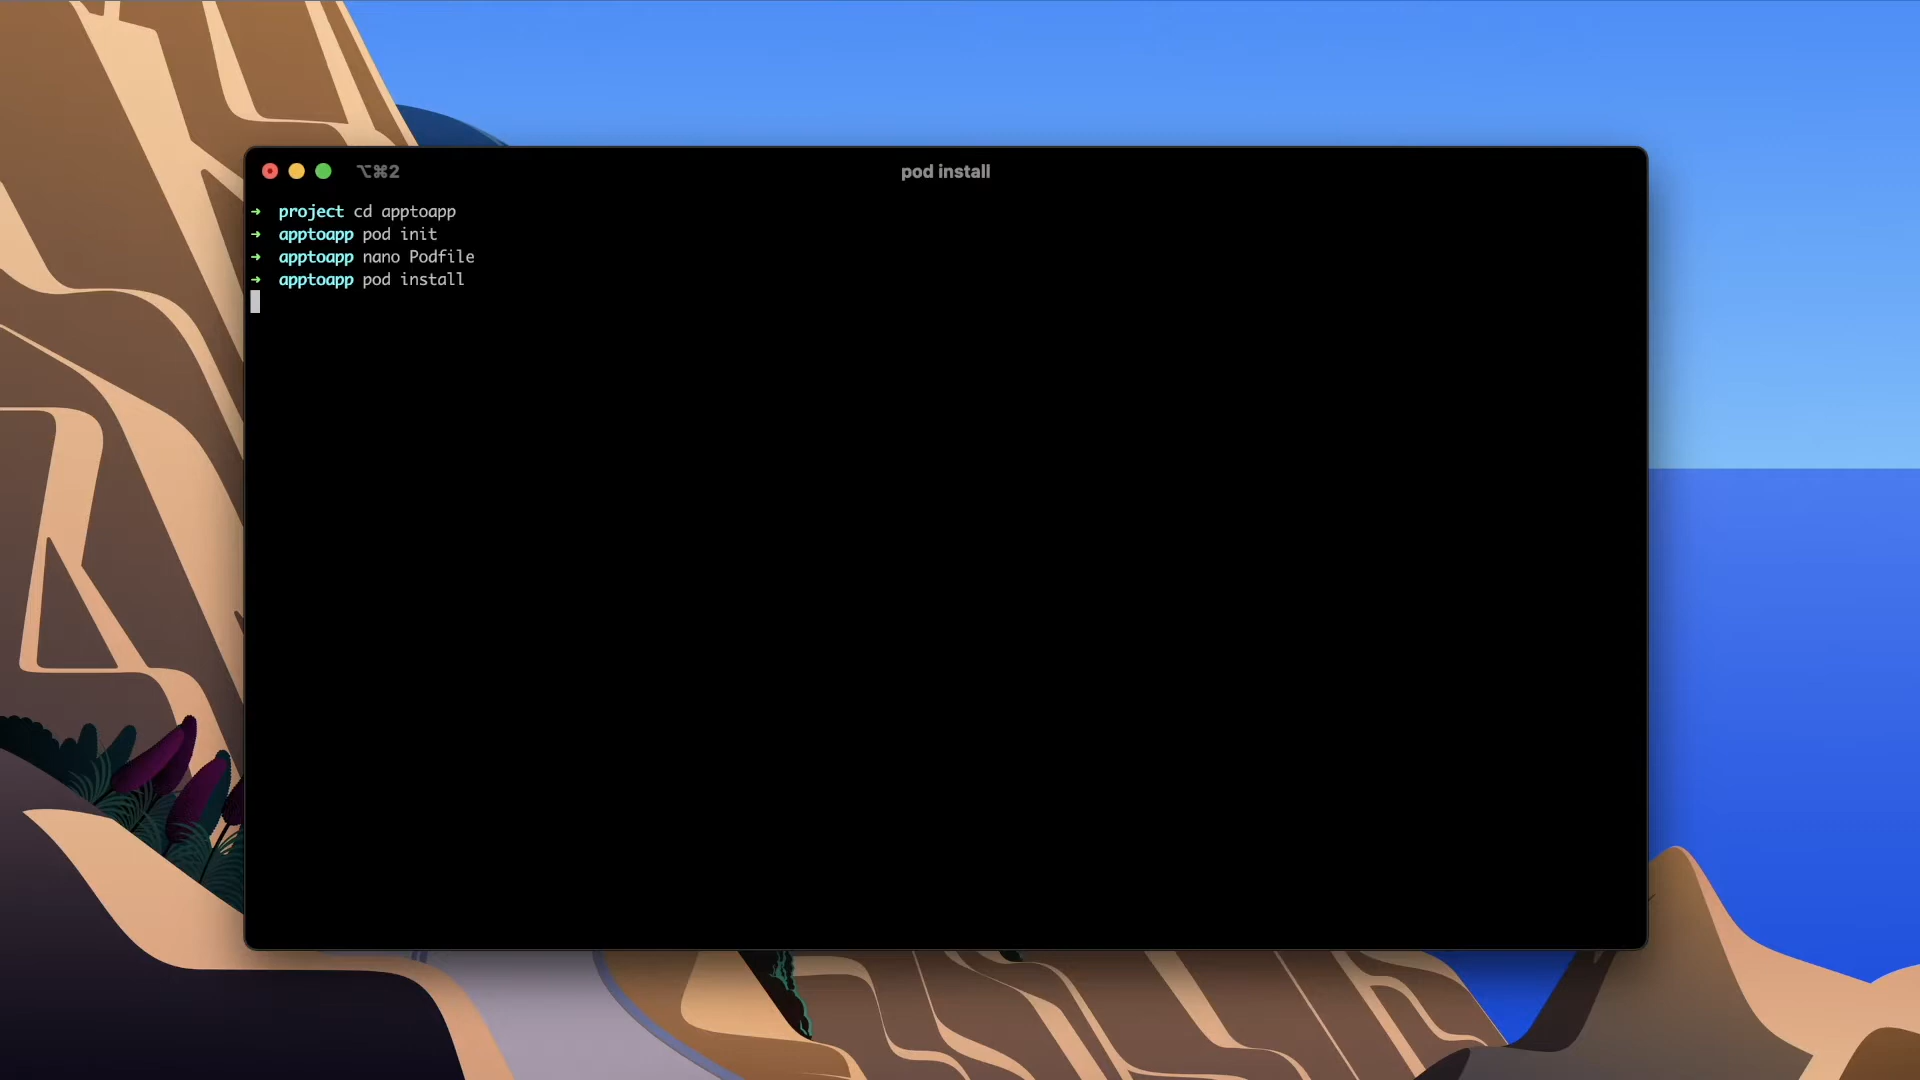 ⌥⌘2
pod install
➜ project cd apptoapp
➜ apptoapp pod init
➜ apptoapp nano Podfile
➜ apptoapp pod install